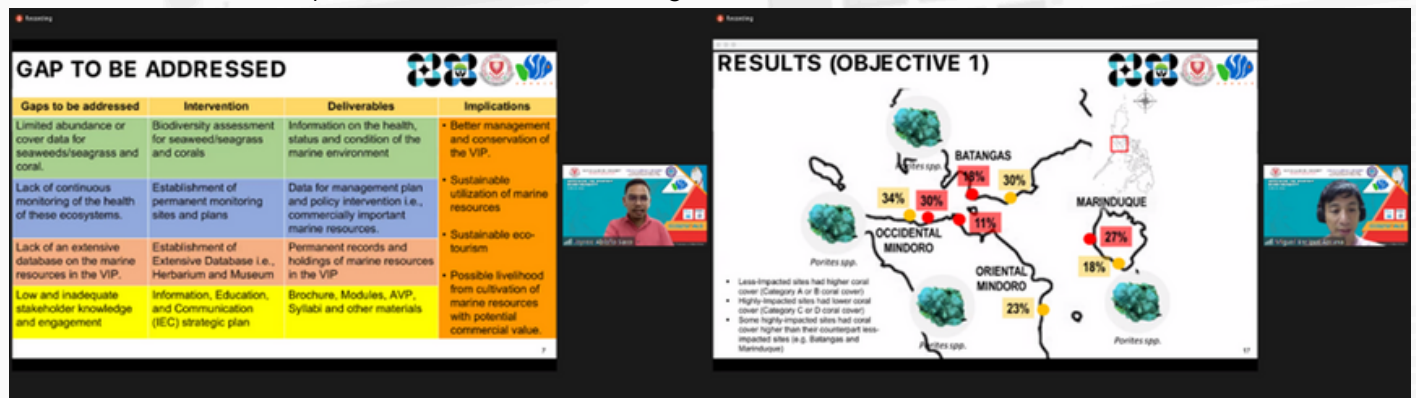 Recording
GAP TO BE ADDRESSED
Gaps to be addressed
Intervention
Deliverables
Implications
Limited abundance or
cover data for
seaweeds/seagrass and
coral.
Biodiversity assessment
for seaweed/seagrass
and corals
Information on the health,
status and condition of the
marine environment
Lack of continuous
monitoring of the health
of these ecosystems.
Establishment of
permanent monitoring
sites and plans
Data for management plan
and policy intervention i.e.,
commercially important
marine resources.
Lack of an extensive
database on the marine
resources in the VIP.
Establishment of
Extensive Database i.e.,
Herbarium and Museum
Permanent records and
holdings of marine resources
in the VIP
Low and inadequate
stakeholder knowledge
and engagement
Information, Education,
and Communication
(IEC) strategic plan
Brochure, Modules, AVP,
Syllabi and other materials
• Better management
and conservation of
the VIP.
• Sustainable
utilization of marine
resources
• Sustainable eco-
tourism
• Possible livelihood
from cultivation of
marine resources
with potential
commercial value.
7
Recording
RESULTS (OBJECTIVE 1)
Porites spp.
BATANGAS
18%
30%
34%
30%
11%
OCCIDENTAL
MINDORO
Porites spp.
MARINDUQUE
27%
18%
ORIENTAL
MINDORO
23%
Porites spp.
Porites spp.
• Less-Impacted sites had higher coral
cover (Category A or B coral cover)
• Highly-Impacted sites had lower coral
cover (Category C or D coral cover)
• Some highly-impacted sites had coral
cover higher than their counterpart less-
impacted sites (e.g. Batangas and
Marinduque)
17